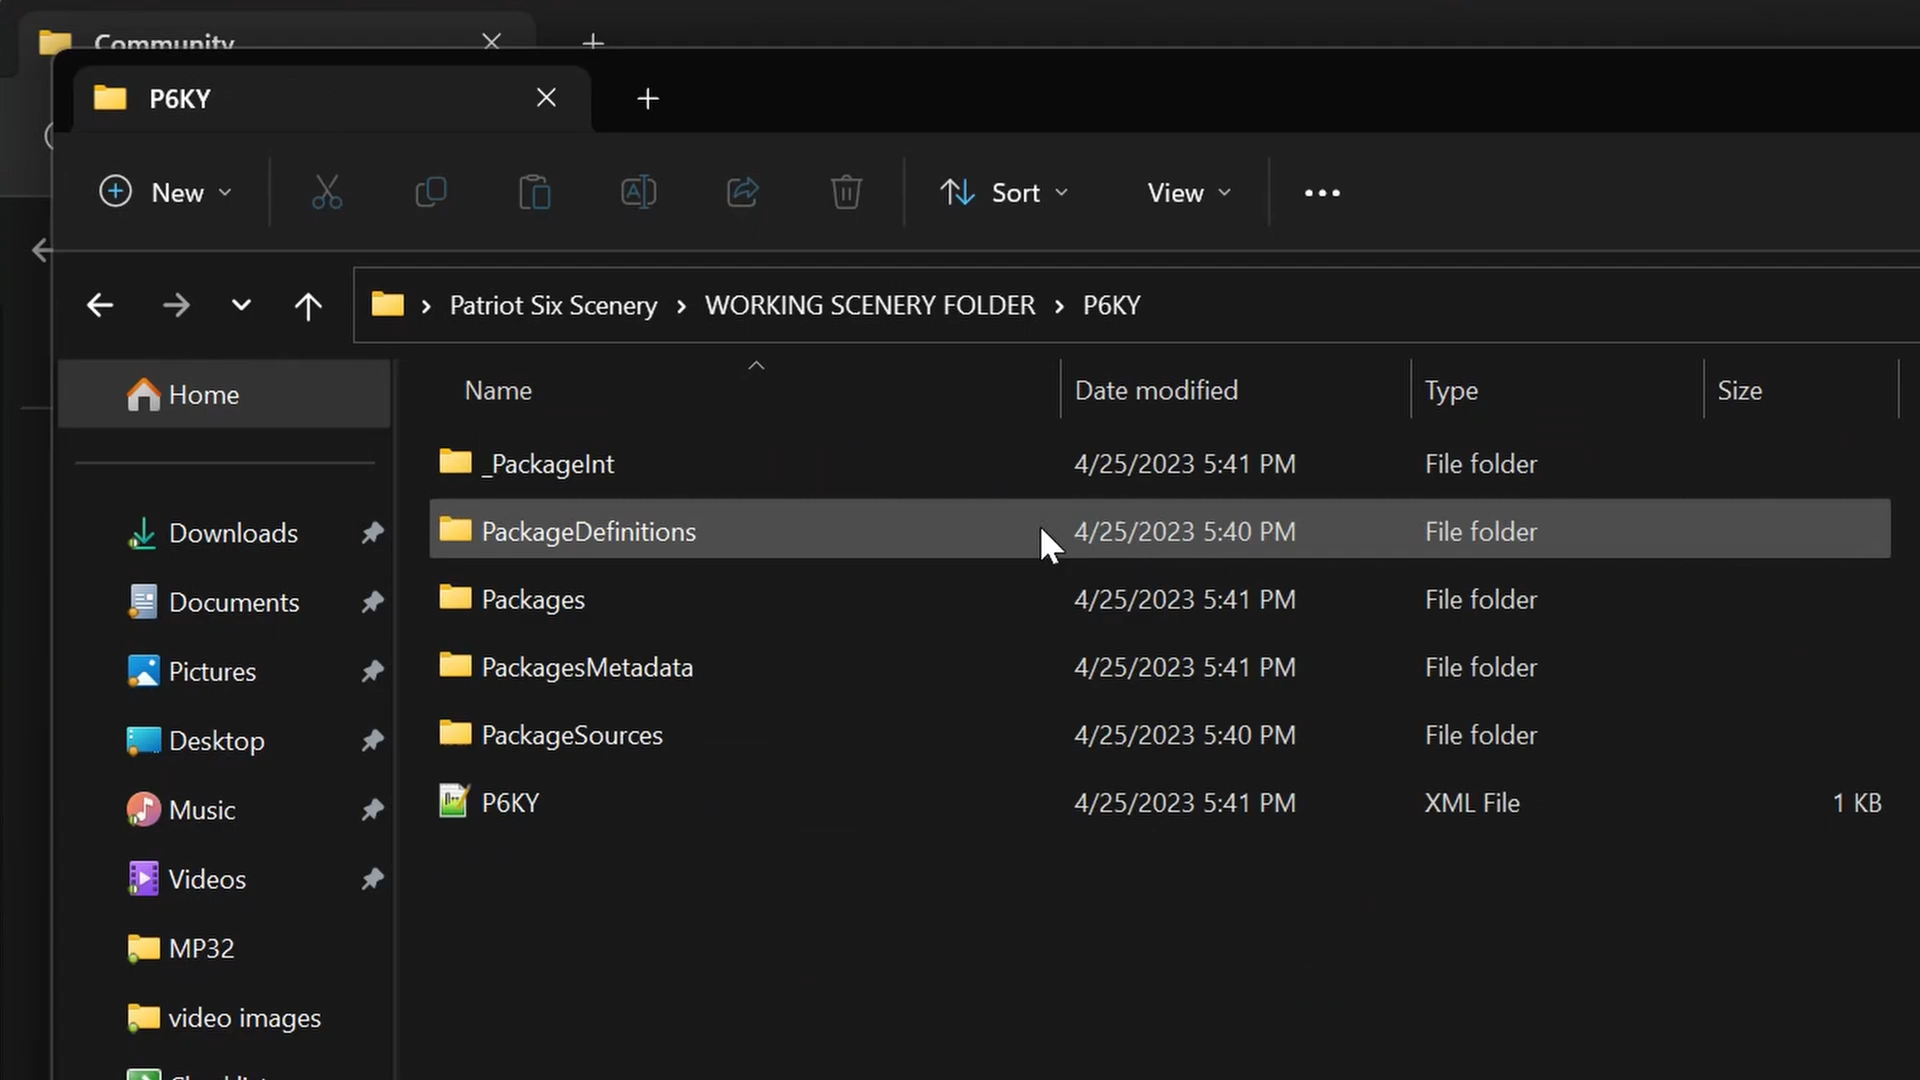 Community
P6KY
New
Sort
View
Patriot Six Scenery > WORKING SCENERY FOLDER > P6KY
Home
Name Date modified Type Size
_PackageInt 4/25/2023 5:41 PM File folder
PackageDefinitions 4/25/2023 5:40 PM File folder
Packages 4/25/2023 5:41 PM File folder
PackagesMetadata 4/25/2023 5:41 PM File folder
PackageSources 4/25/2023 5:40 PM File folder
P6KY 4/25/2023 5:41 PM XML File 1 KB
Downloads
Documents
Pictures
Desktop
Music
Videos
MP32
video images